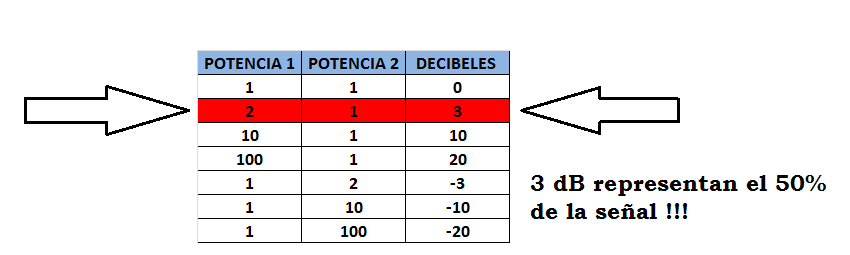 POTENCIA 1 POTENCIA 2 DECIBELES
1 1 0
2 1 3
10 1 10
100 1 20
1 2 -3
1 10 -10
1 100 -20
3 dB representan el 50%
de la señal !!!